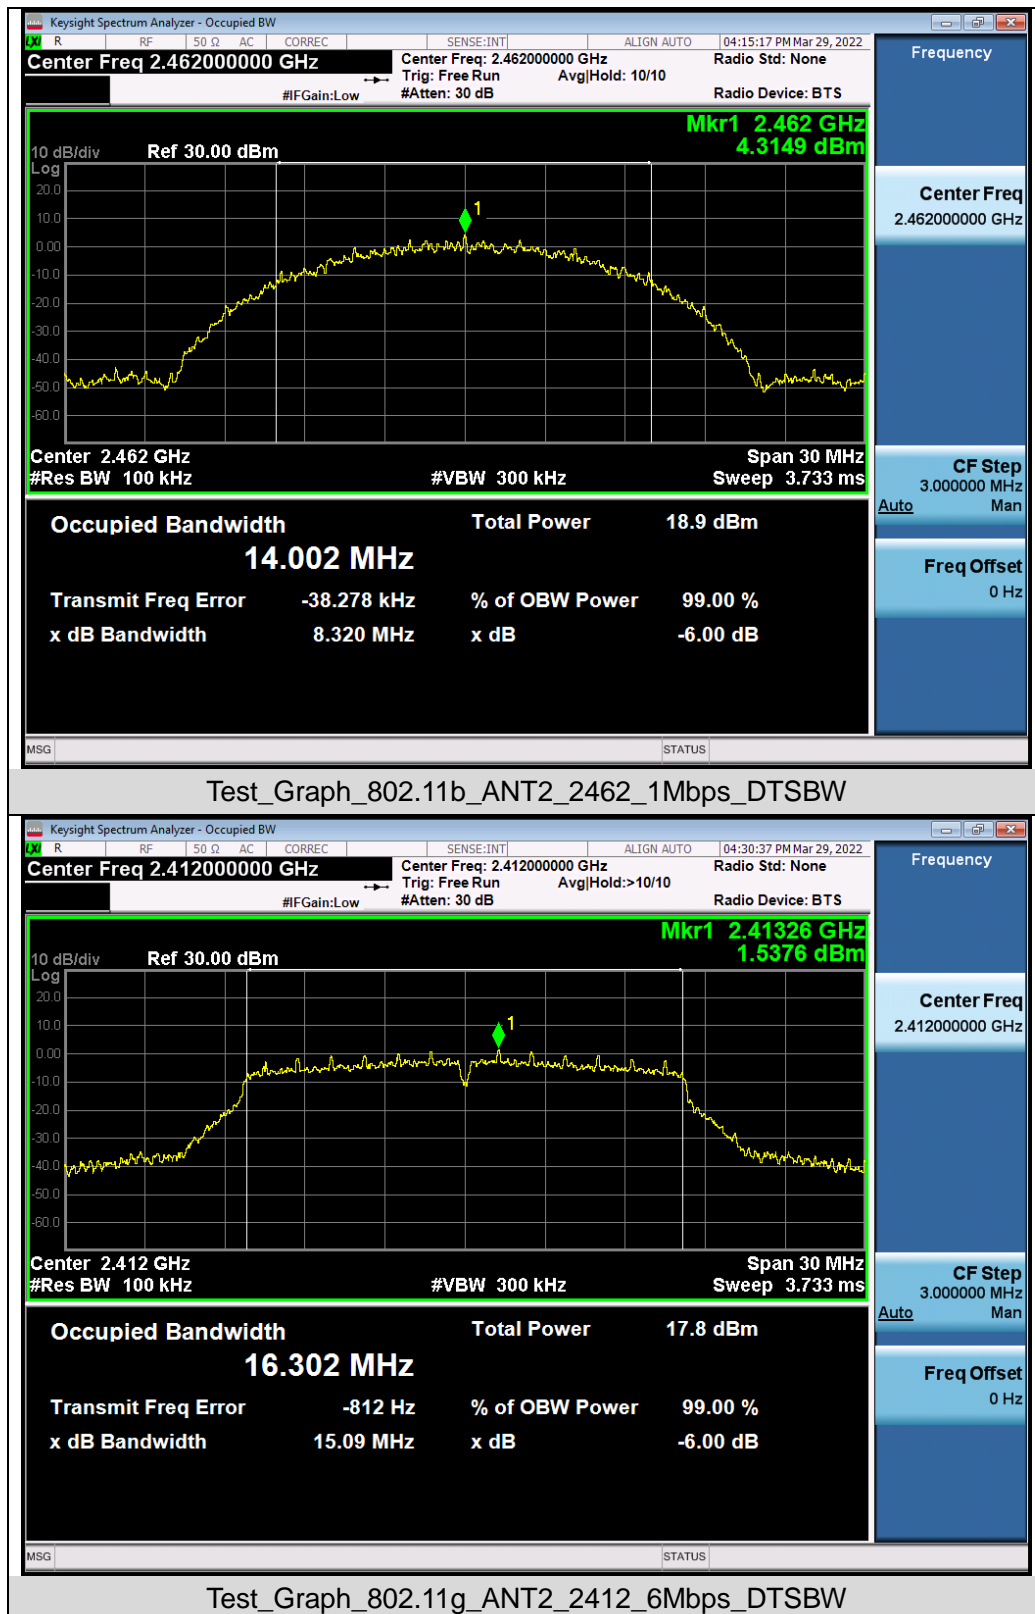 Keysight Spectrum Analyzer - Occupied BW
LXI R RF 50 Ω AC CORREC SENSE:INT ALIGN AUTO 04:15:17 PM Mar 29, 2022
Center Freq 2.462000000 GHz
Center Freq: 2.462000000 GHz Radio Std: None
Trig: Free Run Avg|Hold: 10/10
#IFGain:Low #Atten: 30 dB Radio Device: BTS
Frequency
Mkr1 2.462 GHz
4.3149 dBm
10 dB/div Ref 30.00 dBm
Log
20.0
10.0
0.00
-10.0
-20.0
-30.0
-40.0
-50.0
-60.0
1
Center 2.462 GHz Span 30 MHz
#Res BW 100 kHz #VBW 300 kHz Sweep 3.733 ms
Center Freq
2.462000000 GHz
CF Step
3.000000 MHz
Auto Man
Freq Offset
0 Hz
Occupied Bandwidth Total Power 18.9 dBm
14.002 MHz
Transmit Freq Error -38.278 kHz % of OBW Power 99.00 %
x dB Bandwidth 8.320 MHz x dB -6.00 dB
MSG STATUS
Test_Graph_802.11b_ANT2_2462_1Mbps_DTSBW
Keysight Spectrum Analyzer - Occupied BW
LXI R RF 50 Ω AC CORREC SENSE:INT ALIGN AUTO 04:30:37 PM Mar 29, 2022
Center Freq 2.412000000 GHz
Center Freq: 2.412000000 GHz Radio Std: None
Trig: Free Run Avg|Hold:>10/10
#IFGain:Low #Atten: 30 dB Radio Device: BTS
Frequency
Mkr1 2.41326 GHz
1.5376 dBm
10 dB/div Ref 30.00 dBm
Log
20.0
10.0
0.00
-10.0
-20.0
-30.0
-40.0
-50.0
-60.0
1
Center 2.412 GHz Span 30 MHz
#Res BW 100 kHz #VBW 300 kHz Sweep 3.733 ms
Center Freq
2.412000000 GHz
CF Step
3.000000 MHz
Auto Man
Freq Offset
0 Hz
Occupied Bandwidth Total Power 17.8 dBm
16.302 MHz
Transmit Freq Error -812 Hz % of OBW Power 99.00 %
x dB Bandwidth 15.09 MHz x dB -6.00 dB
MSG STATUS
Test_Graph_802.11g_ANT2_2412_6Mbps_DTSBW